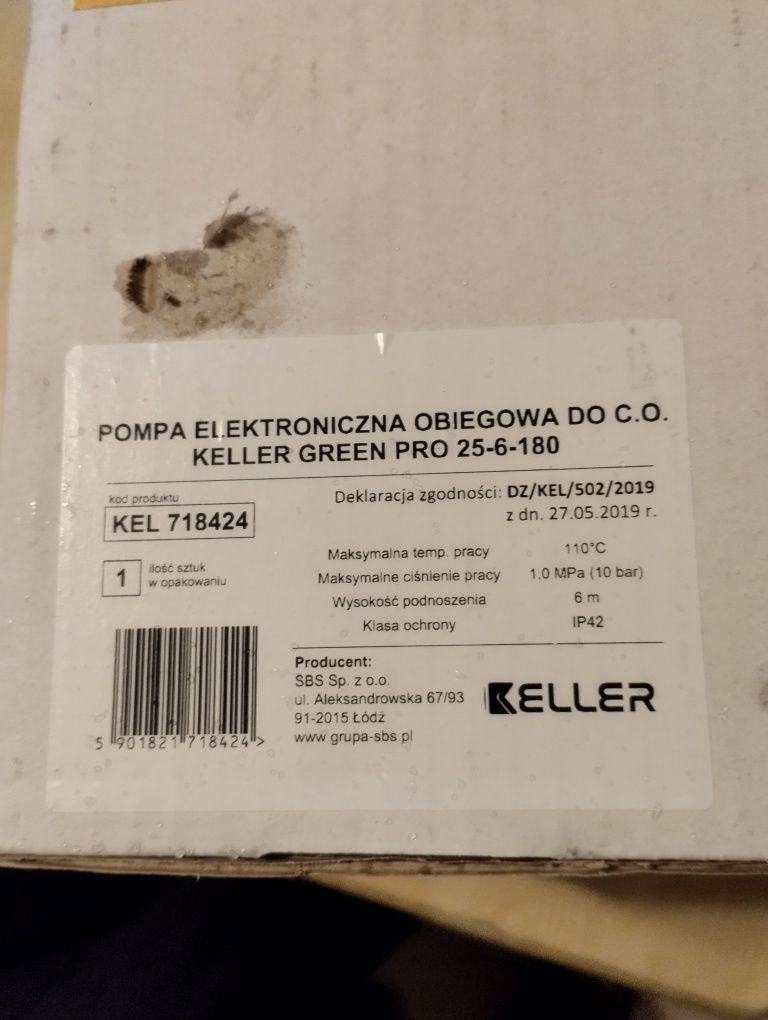 POMPA ELEKTRONICZNA OBIEGOWA DO C.O.
KELLER GREEN PRO 25-6-180
kod produktu
KEL 718424
Deklaracja zgodności: DZ/KEL/502/2019
z dn. 27.05.2019 r.
1
ilość sztuk
w opakowaniu
Maksymalna temp. pracy 110°C
Maksymalne ciśnienie pracy 1.0 MPa (10 bar)
Wysokość podnoszenia 6 m
Klasa ochrony IP42
5 901821 718424 >
Producent:
SBS Sp. z o.o.
ul. Aleksandrowska 67/93
91-2015 Łódź
www.grupa-sbs.pl
KELLER